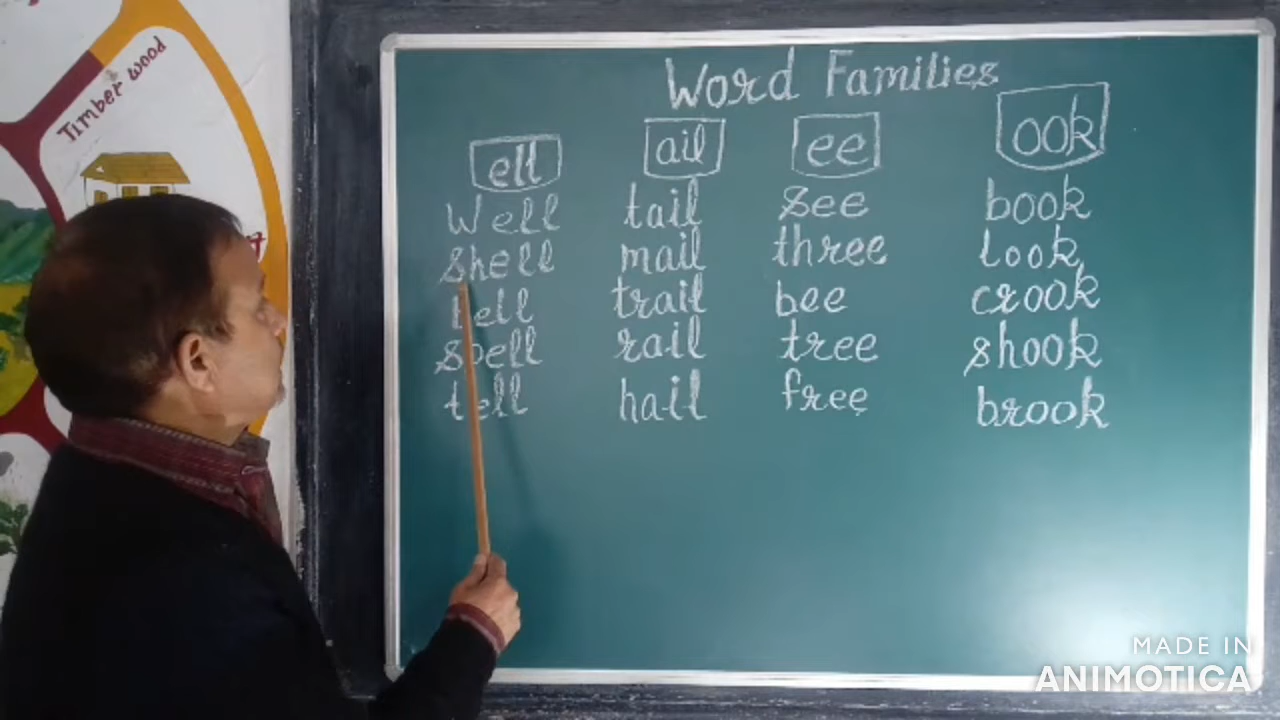 Timber wood
Word Families
ell ail ee ook
Well tail see book
shell mail three look
trail bee crook
spell rail tree shook
tell hail free brook
MADE IN
ANIMOTICA